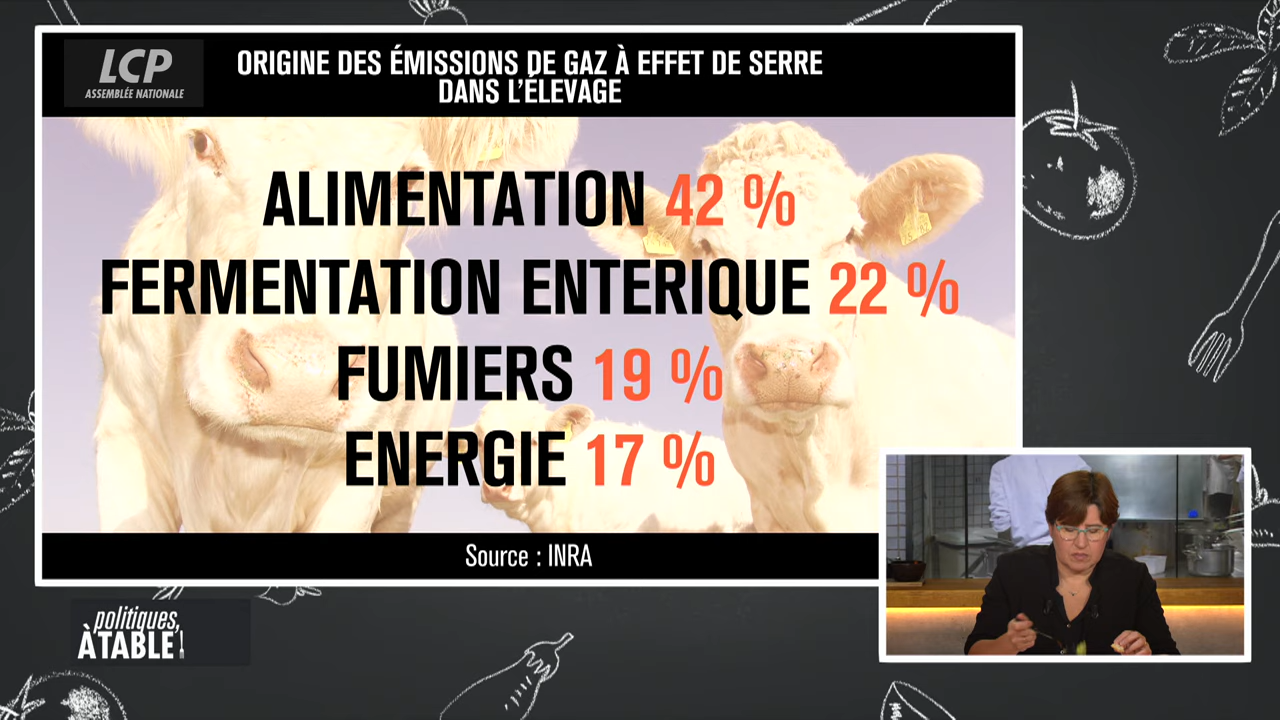 LCP
ASSEMBLÉE NATIONALE
ORIGINE DES ÉMISSIONS DE GAZ À EFFET DE SERRE
DANS L'ÉLEVAGE
ALIMENTATION 42 %
FERMENTATION ENTERIQUE 22 %
FUMIERS 19 %
ENERGIE 17 %
Source : INRA
politiques,
À TABLE!